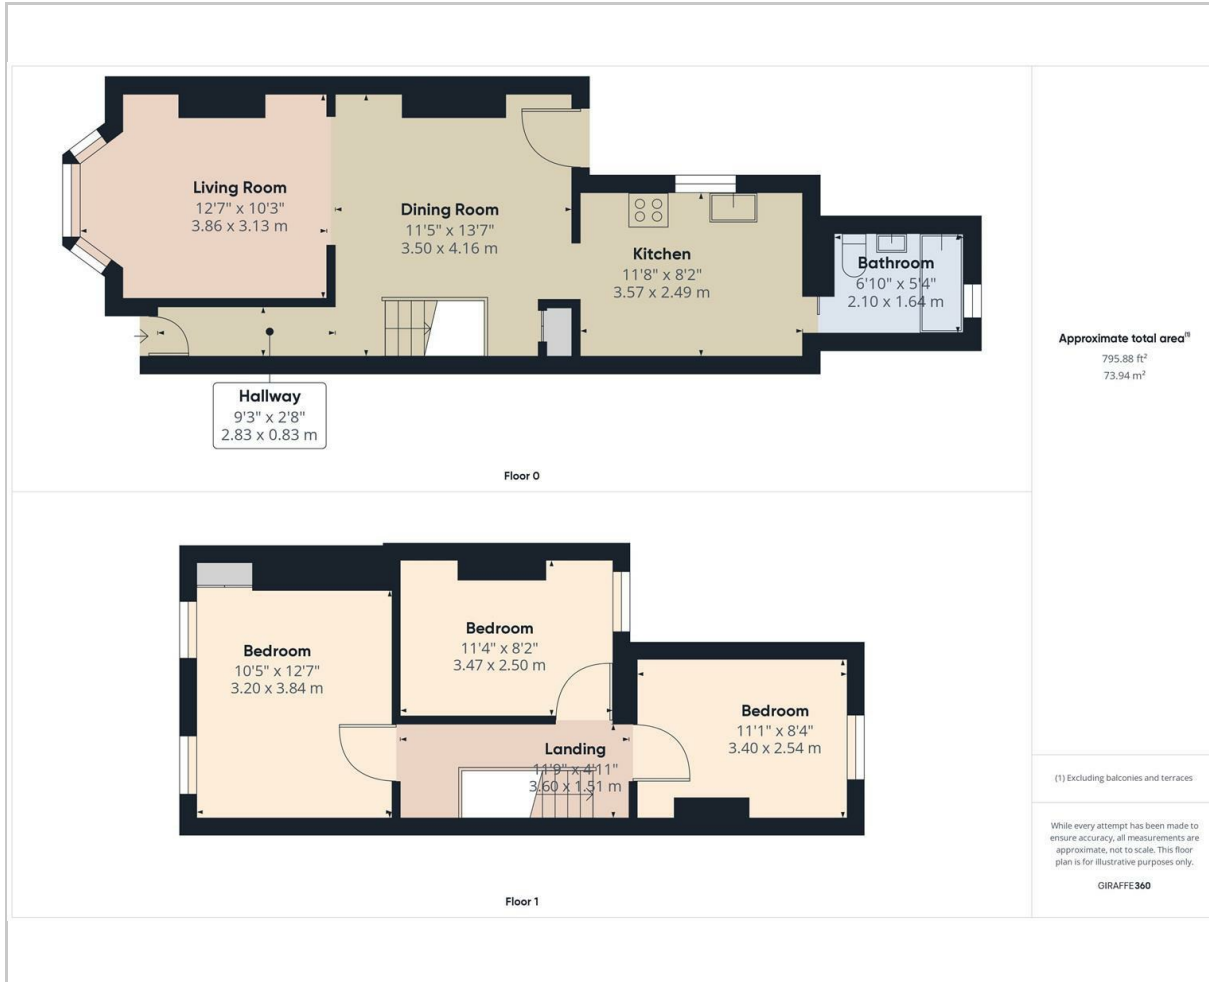 Living Room
12'7" x 10'3"
3.86 x 3.13 m
Dining Room
11'5" x 13'7"
3.50 x 4.16 m
Kitchen
11'8" x 8'2"
3.57 x 2.49 m
Bathroom
6'10" x 5'4"
2.10 x 1.64 m
Hallway
9'3" x 2'8"
2.83 x 0.83 m
Floor 0
Bedroom
10'5" x 12'7"
3.20 x 3.84 m
Bedroom
11'4" x 8'2"
3.47 x 2.50 m
Bedroom
11'1" x 8'4"
3.40 x 2.54 m
Landing
11'9" x 4'11"
3.60 x 1.51 m
Floor 1
Approximate total area⁽¹⁾
795.88 ft²
73.94 m²
(1) Excluding balconies and terraces
While every attempt has been made to
ensure accuracy, all measurements are
approximate, not to scale. This floor
plan is for illustrative purposes only.
GIRAFFE360